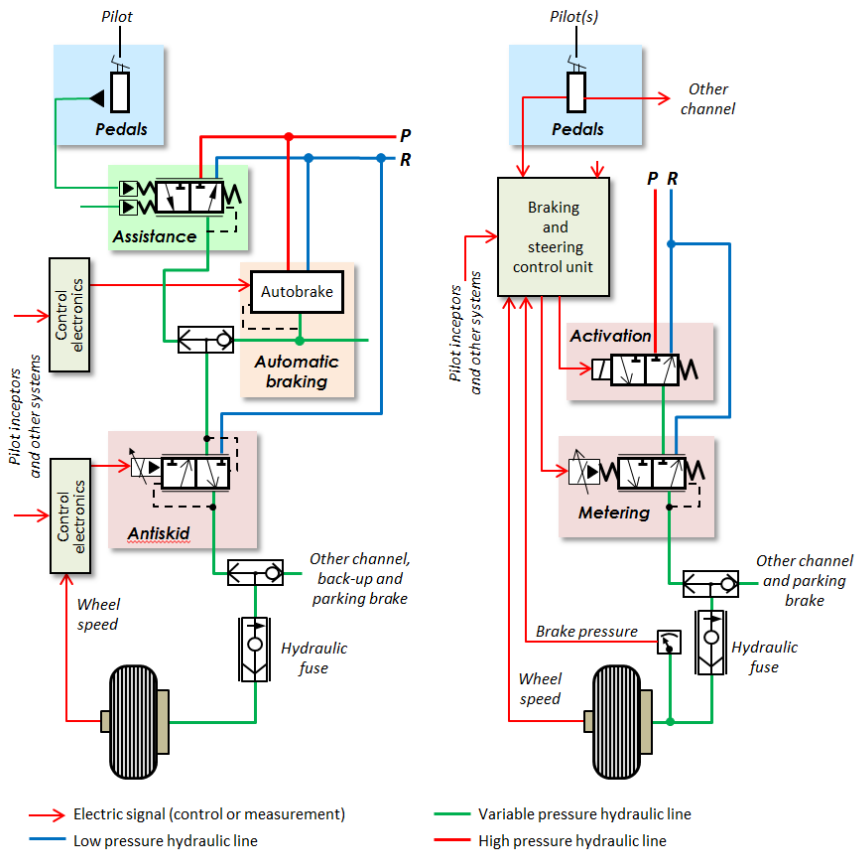 Pilot
Pedals
P
R
Assistance
Control
electronics
Autobrake
Automatic
braking
Pilot inceptors
and other systems
Control
electronics
Antiskid
Other channel,
back-up and
parking brake
Wheel
speed
Hydraulic
fuse
Pilot(s)
Other
channel
Pedals
P
R
Braking
and
steering
control unit
Pilot inceptors
and other systems
Activation
Metering
Other channel
and parking
brake
Brake pressure
Hydraulic
fuse
Wheel
speed
Electric signal (control or measurement)
Variable pressure hydraulic line
Low pressure hydraulic line
High pressure hydraulic line